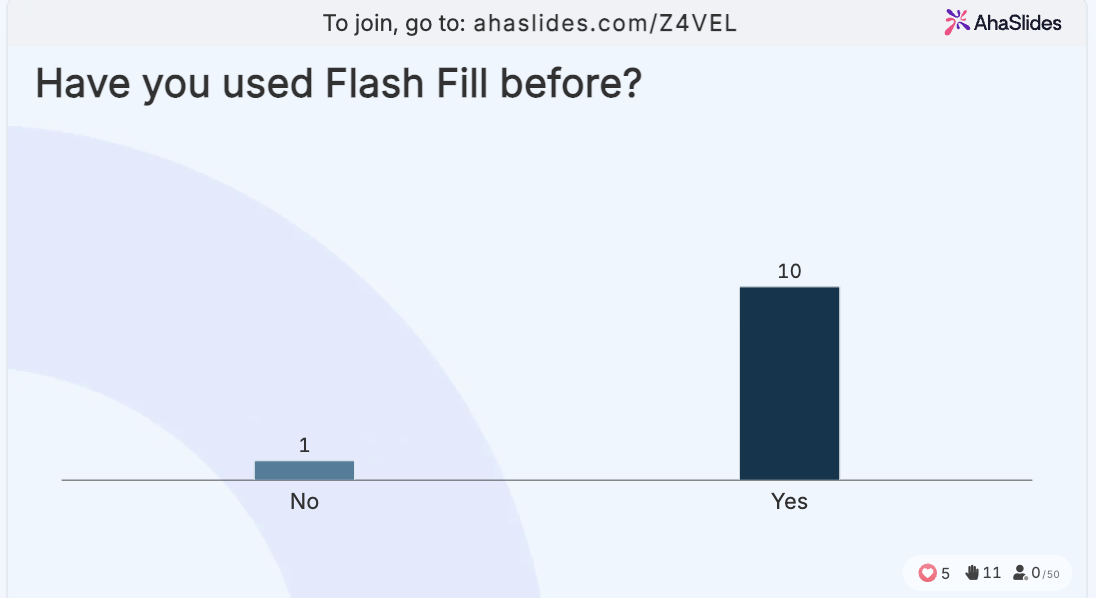 To join, go to: ahaslides.com/Z4VEL
AhaSlides
Have you used Flash Fill before?
10
1
No
Yes
5 11 0/50